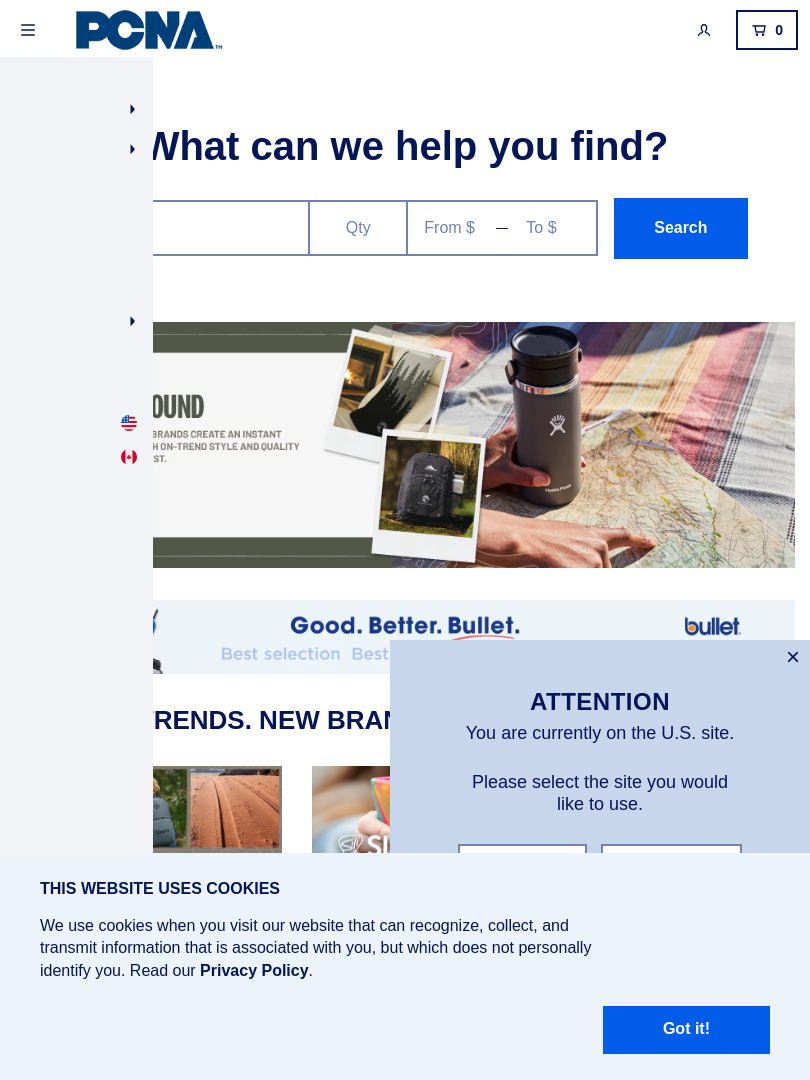 PCNA™
0
What can we help you find?
Qty
From $ — To $
Search
OUND
BRANDS CREATE AN INSTANT
H ON-TREND STYLE AND QUALITY
ST.
Hydro Flask
Good. Better. Bullet.
bullet.
Best selection Best
ATTENTION
You are currently on the U.S. site.
Please select the site you would
like to use.
TRENDS. NEW BRAN
THIS WEBSITE USES COOKIES
We use cookies when you visit our website that can recognize, collect, and
transmit information that is associated with you, but which does not personally
identify you. Read our Privacy Policy.
Got it!